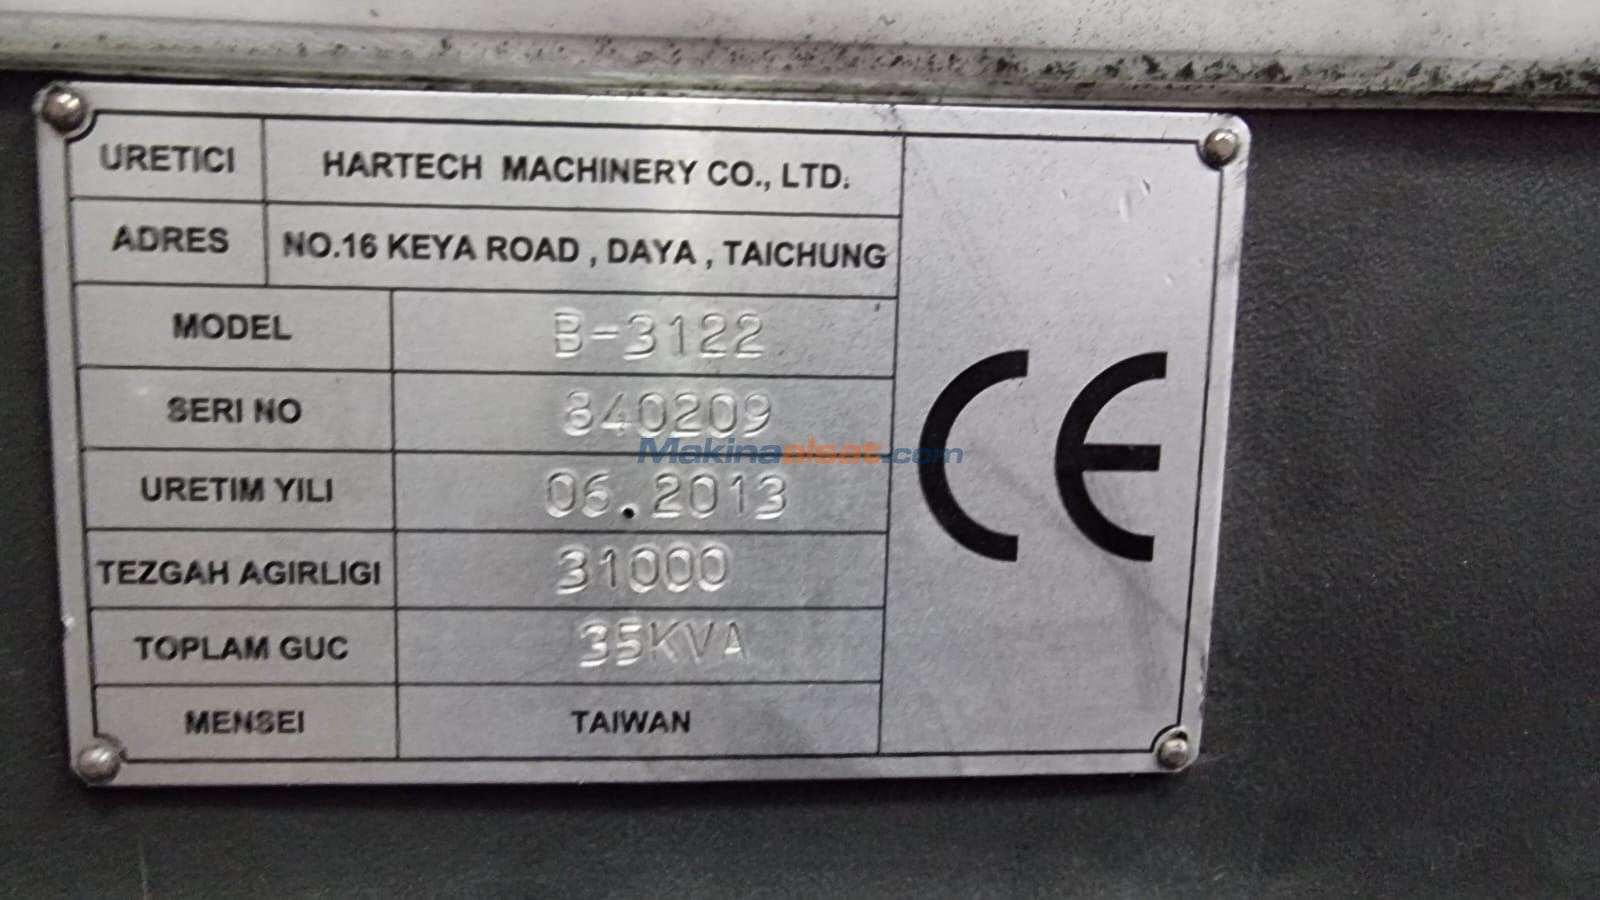 URETICI HARTECH MACHINERY CO., LTD.
ADRES NO.16 KEYA ROAD , DAYA , TAICHUNG
MODEL B-3122
SERI NO 840209
URETIM YILI 06.2013
TEZGAH AGIRLIGI 31000
TOPLAM GUC 35KVA
MENSEI TAIWAN
CE
Makinaalsat.com